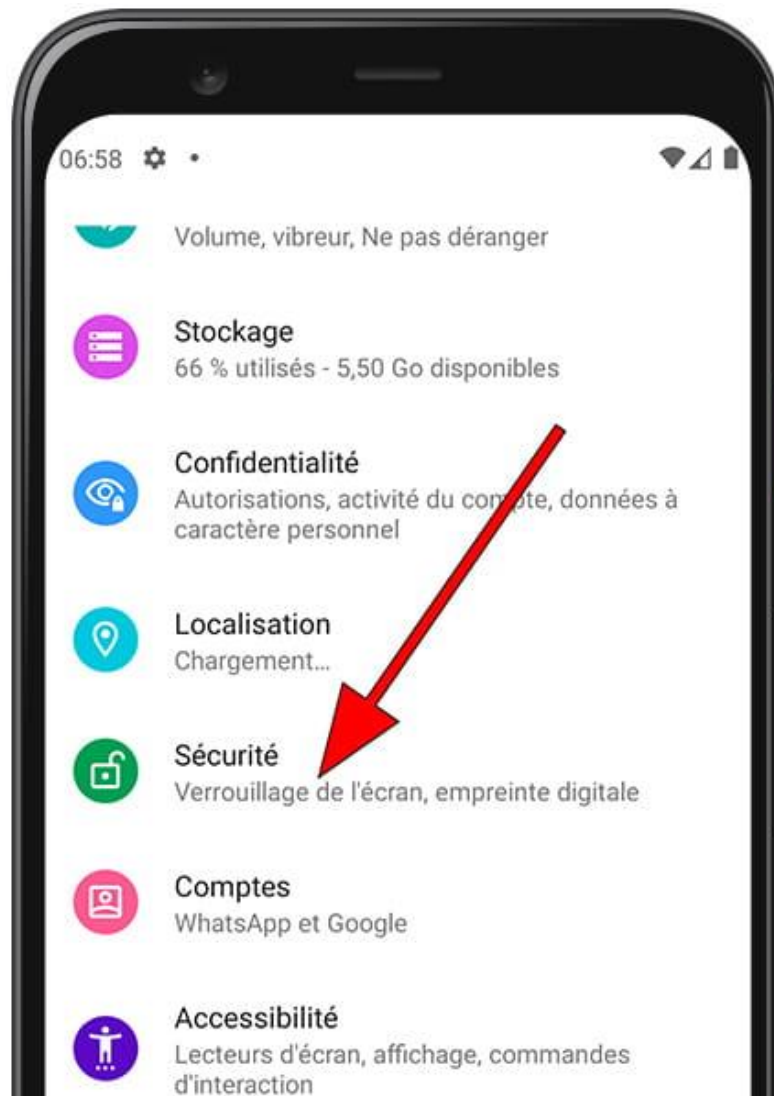 06:58
Volume, vibreur, Ne pas déranger
Stockage
66 % utilisés - 5,50 Go disponibles
Confidentialité
Autorisations, activité du compte, données à
caractère personnel
Localisation
Chargement…
Sécurité
Verrouillage de l'écran, empreinte digitale
Comptes
WhatsApp et Google
Accessibilité
Lecteurs d'écran, affichage, commandes
d'interaction